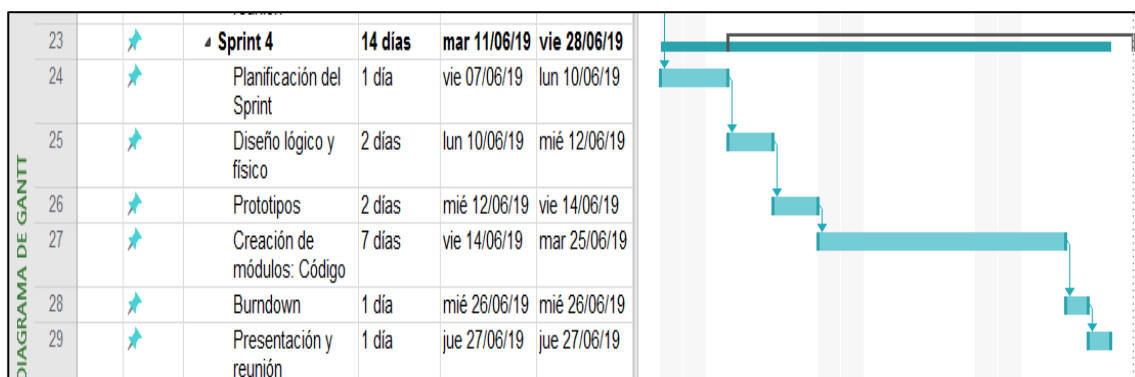 reunión
23 Sprint 4 14 días mar 11/06/19 vie 28/06/19
24 Planificación del 1 día vie 07/06/19 lun 10/06/19
Sprint
25 Diseño lógico y 2 días lun 10/06/19 mié 12/06/19
físico
26 Prototipos 2 días mié 12/06/19 vie 14/06/19
27 Creación de 7 días vie 14/06/19 mar 25/06/19
módulos: Código
28 Burndown 1 día mié 26/06/19 mié 26/06/19
29 Presentación y 1 día jue 27/06/19 jue 27/06/19
reunión
DIAGRAMA DE GANTT